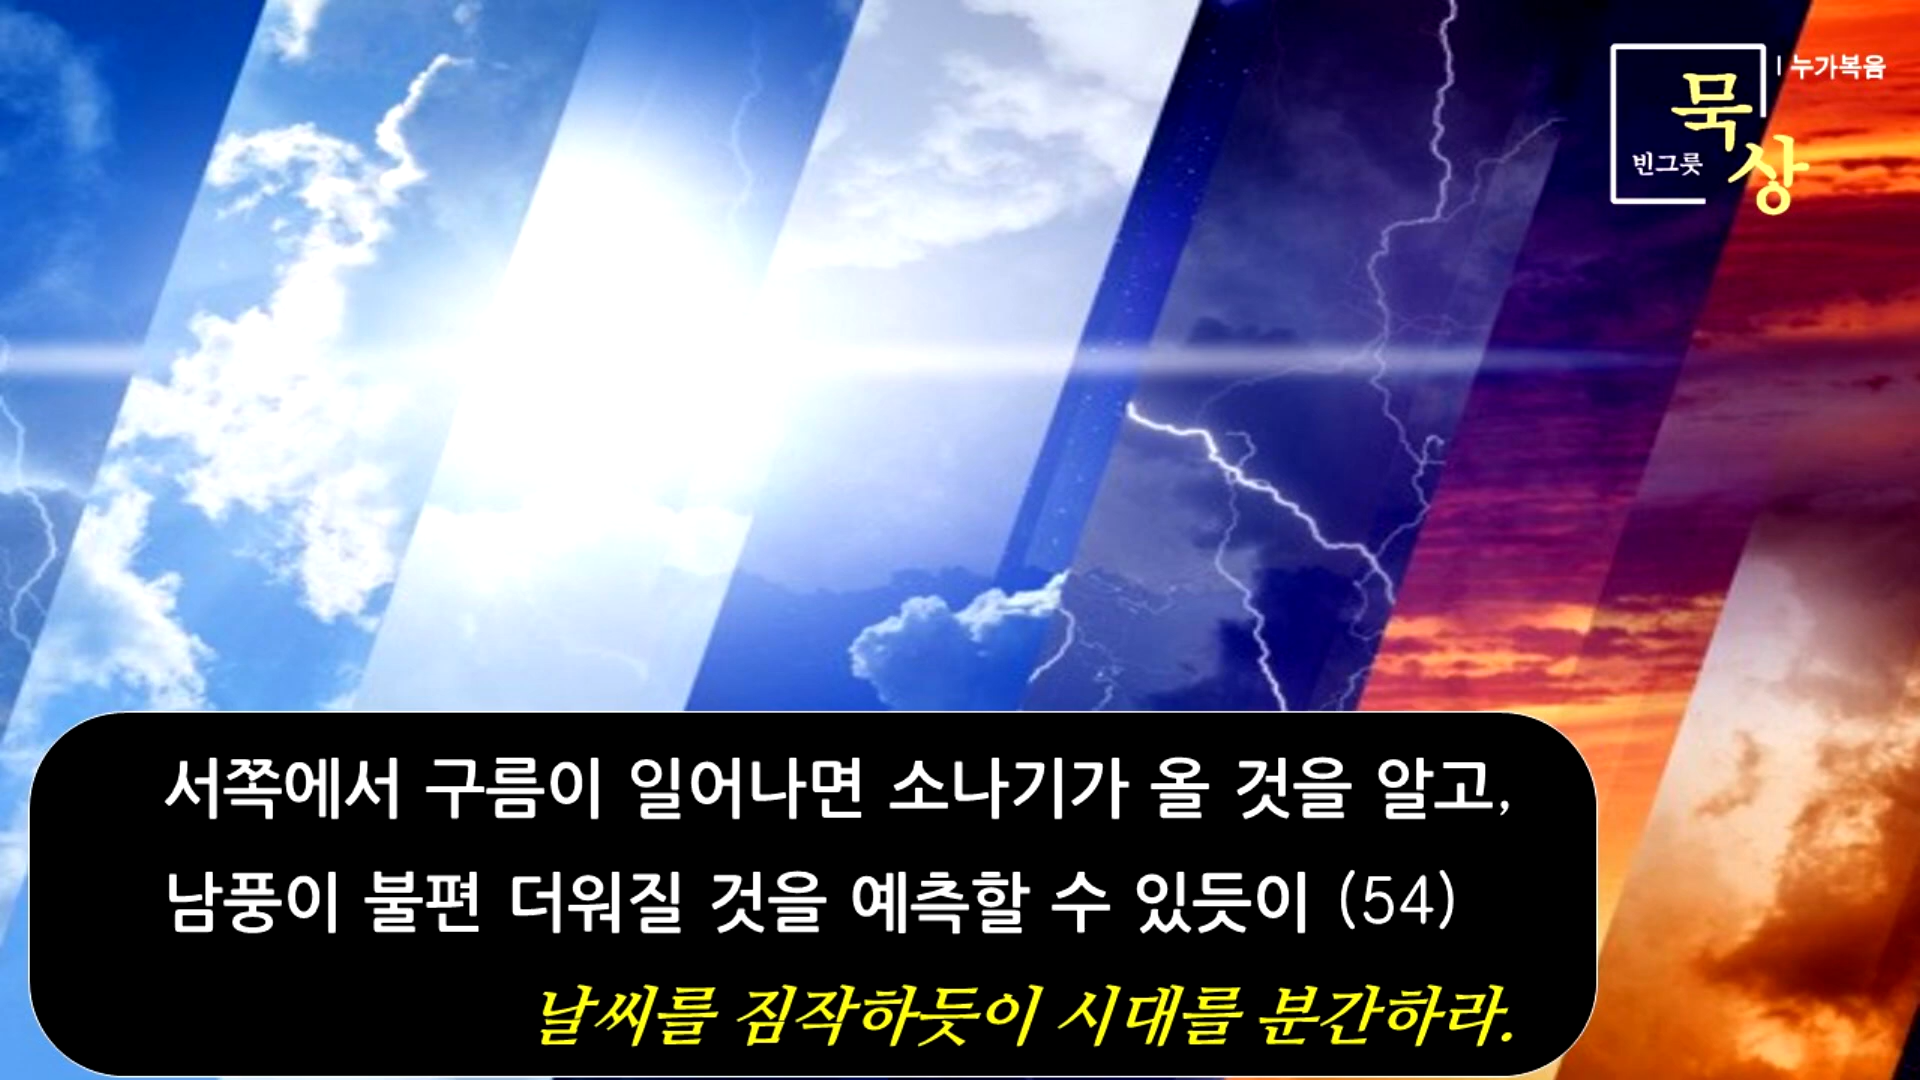 | 누가복음
묵상
빈그릇
서쪽에서 구름이 일어나면 소나기가 올 것을 알고,
남풍이 불편 더워질 것을 예측할 수 있듯이 (54)
날씨를 짐작하듯이 시대를 분간하라.